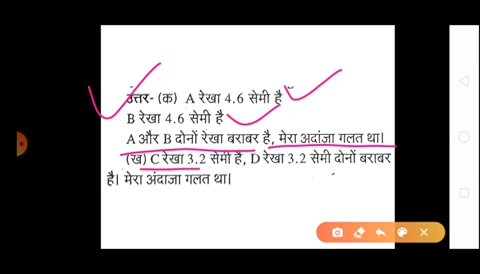 उत्तर- (क) A रेखा 4.6 सेमी है
B रेखा 4.6 सेमी है
A और B दोनों रेखा बराबर है, मेरा अदांजा गलत था।
(ख) C रेखा 3.2 सेमी है, D रेखा 3.2 सेमी दोनों बराबर
है। मेरा अंदाजा गलत था।